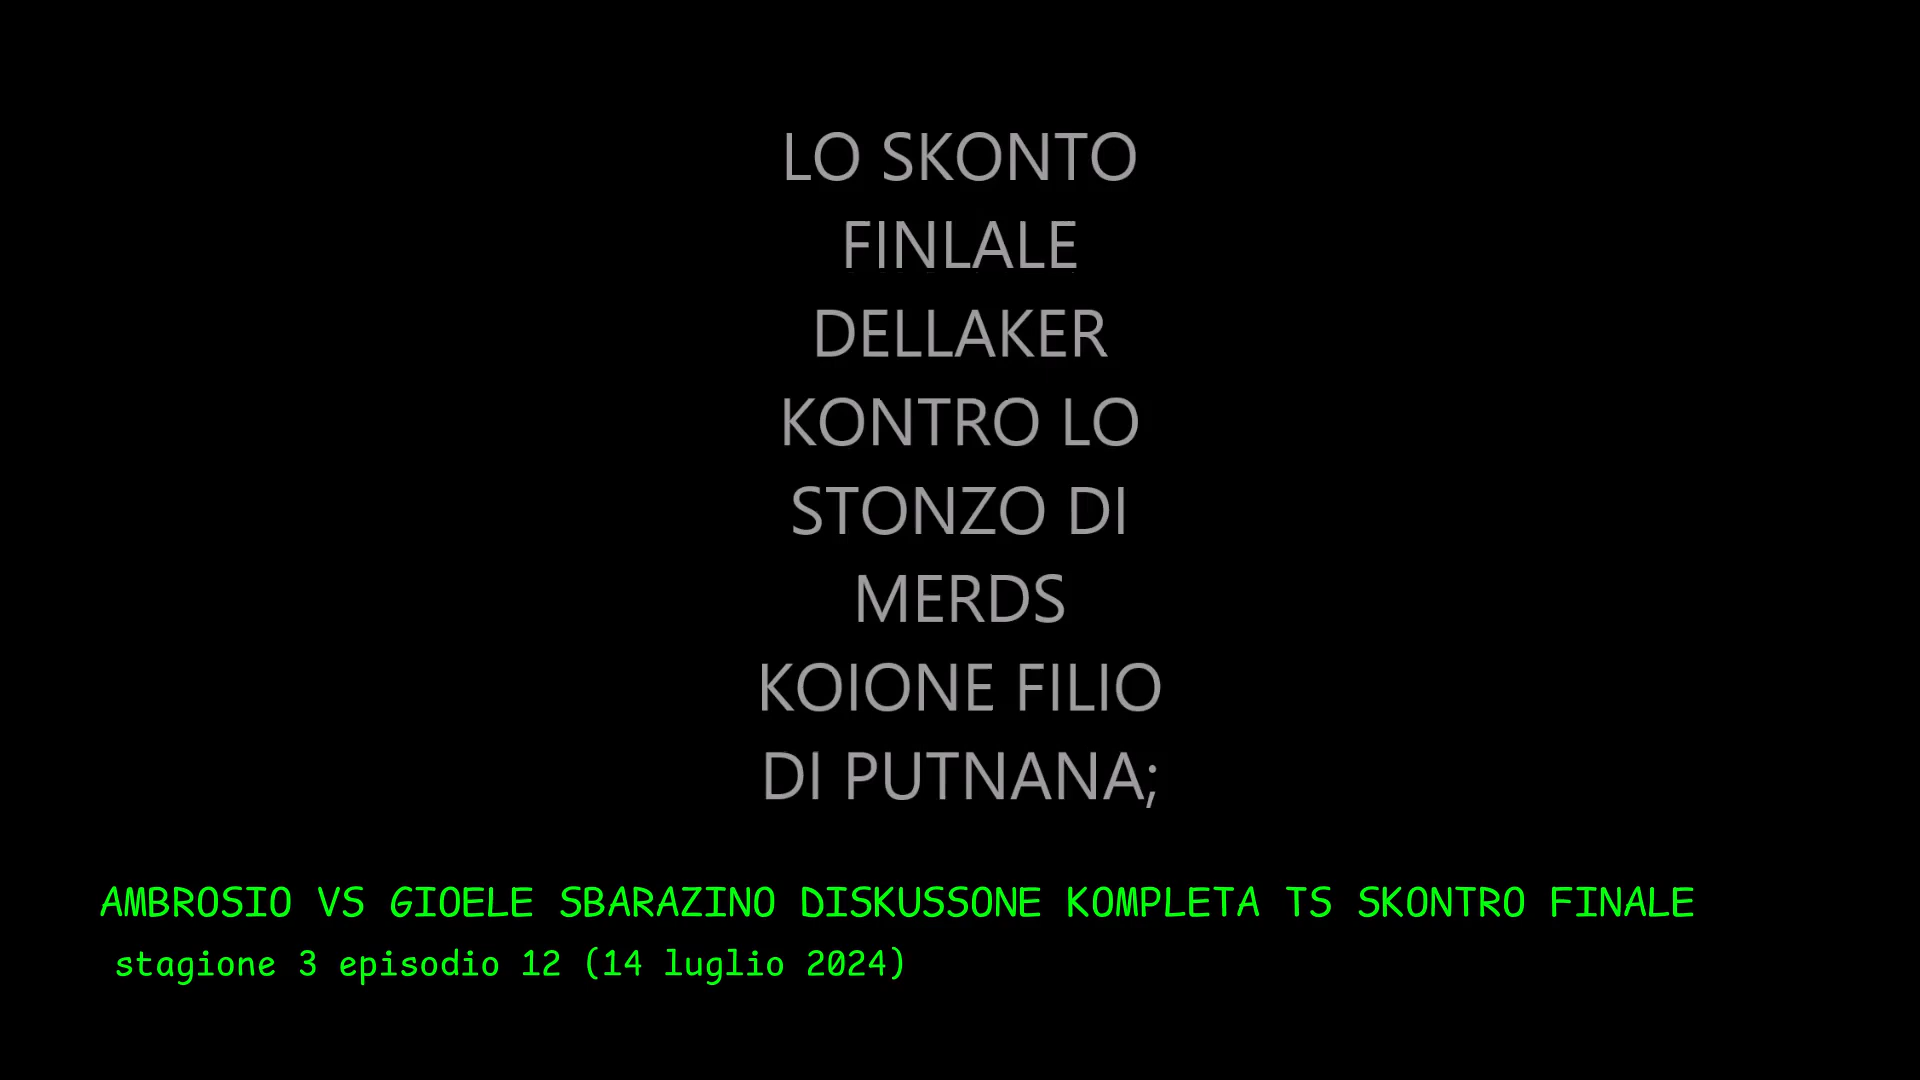 LO SKONTO
FINLALE
DELLAKER
KONTRO LO
STONZO DI
MERDS
KOIONE FILIO
DI PUTNANA;
AMBROSIO VS GIOELE SBARAZINO DISKUSSONE KOMPLETA TS SKONTRO FINALE
stagione 3 episodio 12 (14 luglio 2024)